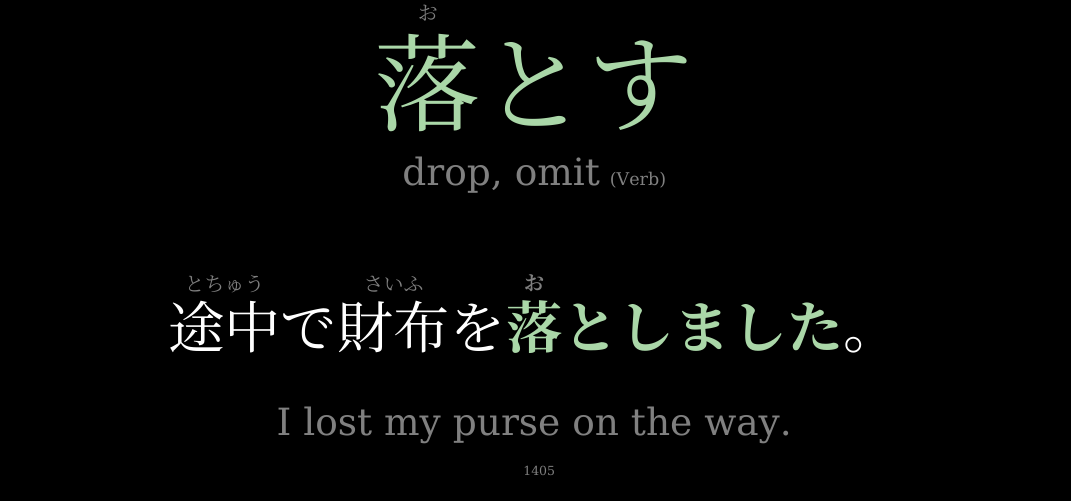 お
落とす
drop, omit (Verb)
とちゅう さいふ お
途中で財布を落としました。
I lost my purse on the way.
1405